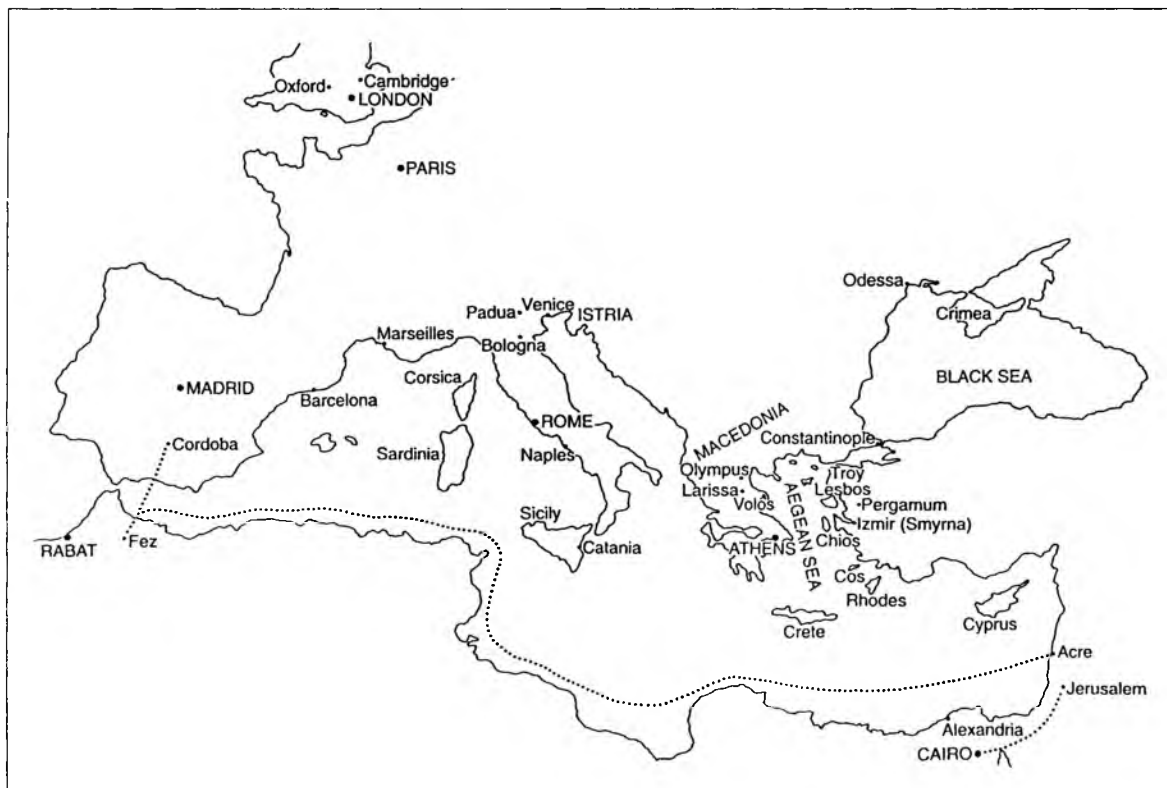 Oxford
Cambridge
LONDON
PARIS
Odessa
Crimea
Padua
Venice
ISTRIA
Marseilles
Bologna
Corsica
BLACK SEA
MADRID
Barcelona
ROME
MACEDONIA
Cordoba
Constantinople
Sardinia
Naples
Olympus
Troy
Larissa
Lesbos
Volos
Pergamum
Sicily
AEGEAN SEA
Izmir (Smyrna)
Chios
RABAT
Fez
Catania
ATHENS
Cos
Rhodes
Cyprus
Crete
Acre
Jerusalem
Alexandria
CAIRO